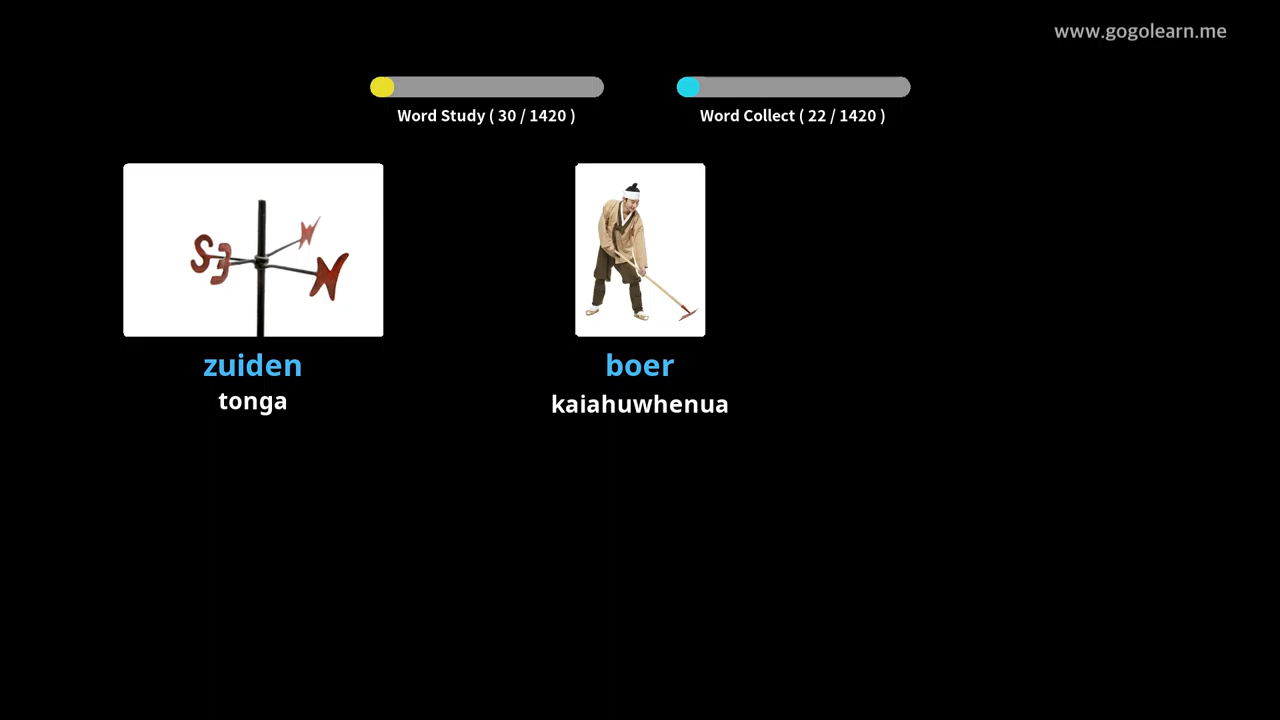 www.gogolearn.me
Word Study ( 30 / 1420 )
Word Collect ( 22 / 1420 )
S E N N
zuiden
boer
tonga
kaiahuwhenua